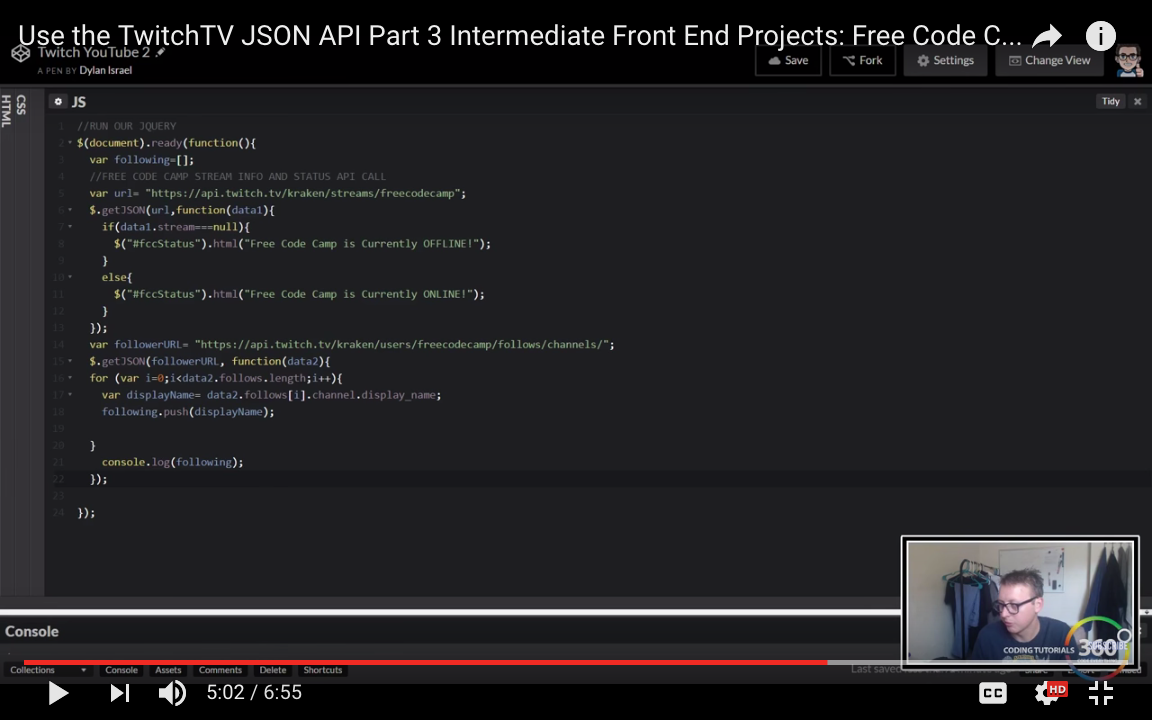 Use the TwitchTV JSON API Part 3 Intermediate Front End Projects: Free Code C...
Twitch YouTube 2
A PEN BY Dylan Israel
Save
Fork
Settings
Change View
HTML
CSS
JS
Tidy
1 //RUN OUR JQUERY
2 $(document).ready(function(){
3 var following=[];
4 //FREE CODE CAMP STREAM INFO AND STATUS API CALL
5 var url= "https://api.twitch.tv/kraken/streams/freecodecamp";
6 $.getJSON(url,function(data1){
7 if(data1.stream===null){
8 $("#fccStatus").html("Free Code Camp is Currently OFFLINE!");
9 }
10 else{
11 $("#fccStatus").html("Free Code Camp is Currently ONLINE!");
12 }
13 });
14 var followerURL= "https://api.twitch.tv/kraken/users/freecodecamp/follows/channels/";
15 $.getJSON(followerURL, function(data2){
16 for (var i=0;i<data2.follows.length;i++){
17 var displayName= data2.follows[i].channel.display_name;
18 following.push(displayName);
19
20 }
21 console.log(following);
22 });
23
24 });
Console
CODING TUTORIALS 360
SUBSCRIBE
Collections
Console
Assets
Comments
Delete
Shortcuts
Last saved
5:02 / 6:55
CC
HD